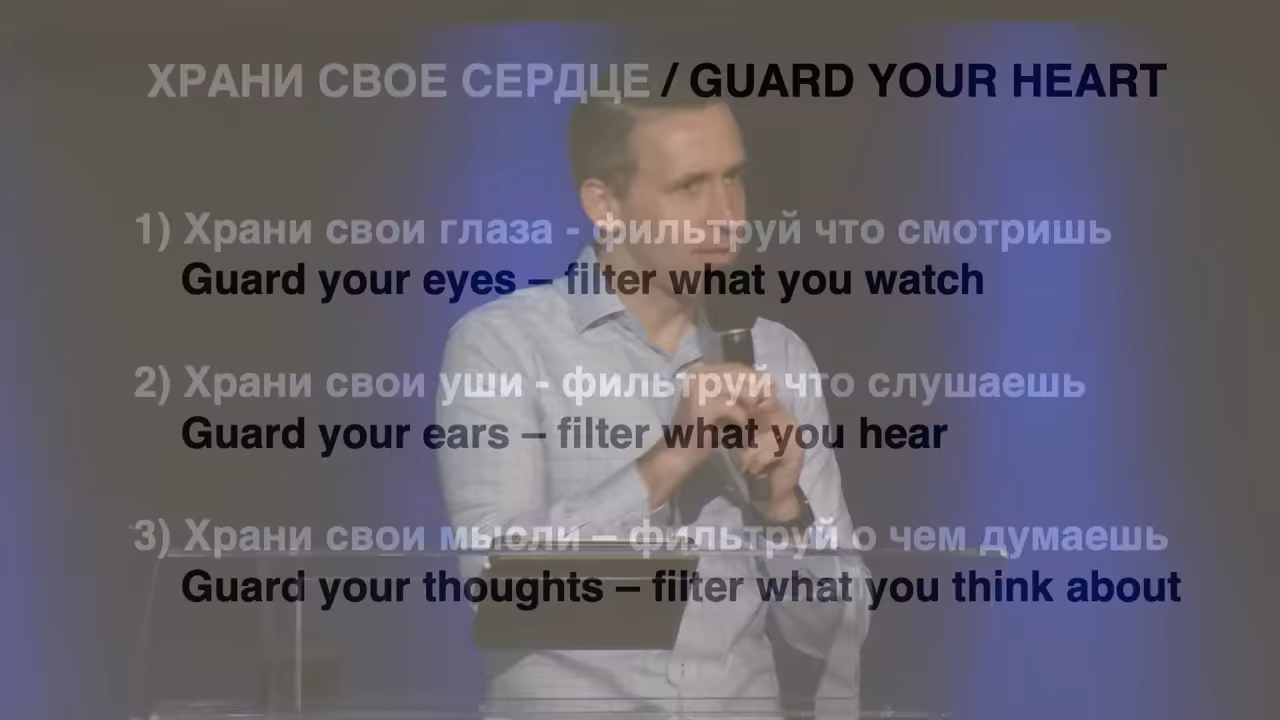 ХРАНИ СВОЕ СЕРДЦЕ / GUARD YOUR HEART
1) Храни свои глаза - фильтруй что смотришь
Guard your eyes – filter what you watch
2) Храни свои уши - фильтруй что слушаешь
Guard your ears – filter what you hear
3) Храни свои мысли – фильтруй о чем думаешь
Guard your thoughts – filter what you think about